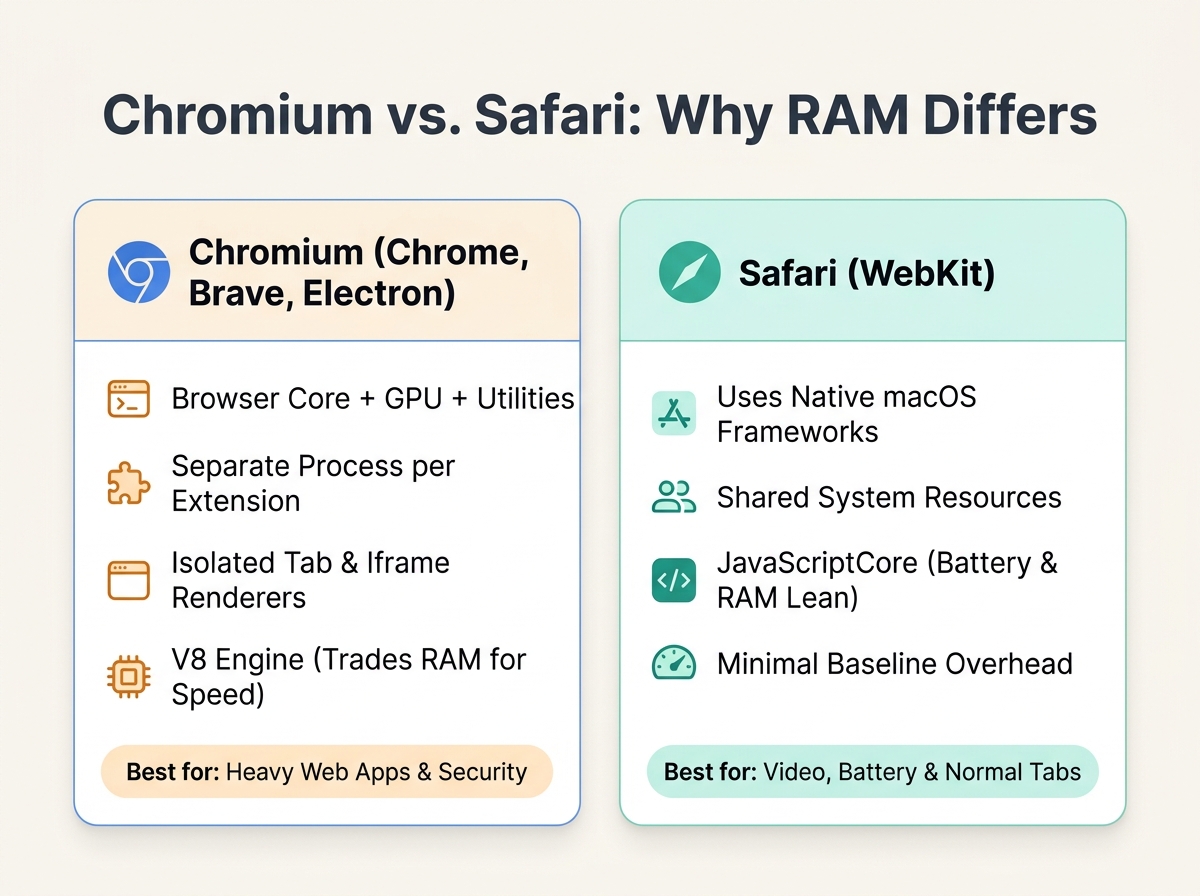 Chromium vs. Safari: Why RAM Differs
Chromium (Chrome,
Brave, Electron)
Browser Core + GPU + Utilities
Separate Process per
Extension
Isolated Tab & Iframe
Renderers
V8 Engine (Trades RAM for
Speed)
Best for: Heavy Web Apps & Security
Safari (WebKit)
Uses Native macOS
Frameworks
Shared System Resources
JavaScriptCore (Battery &
RAM Lean)
Minimal Baseline Overhead
Best for: Video, Battery & Normal Tabs